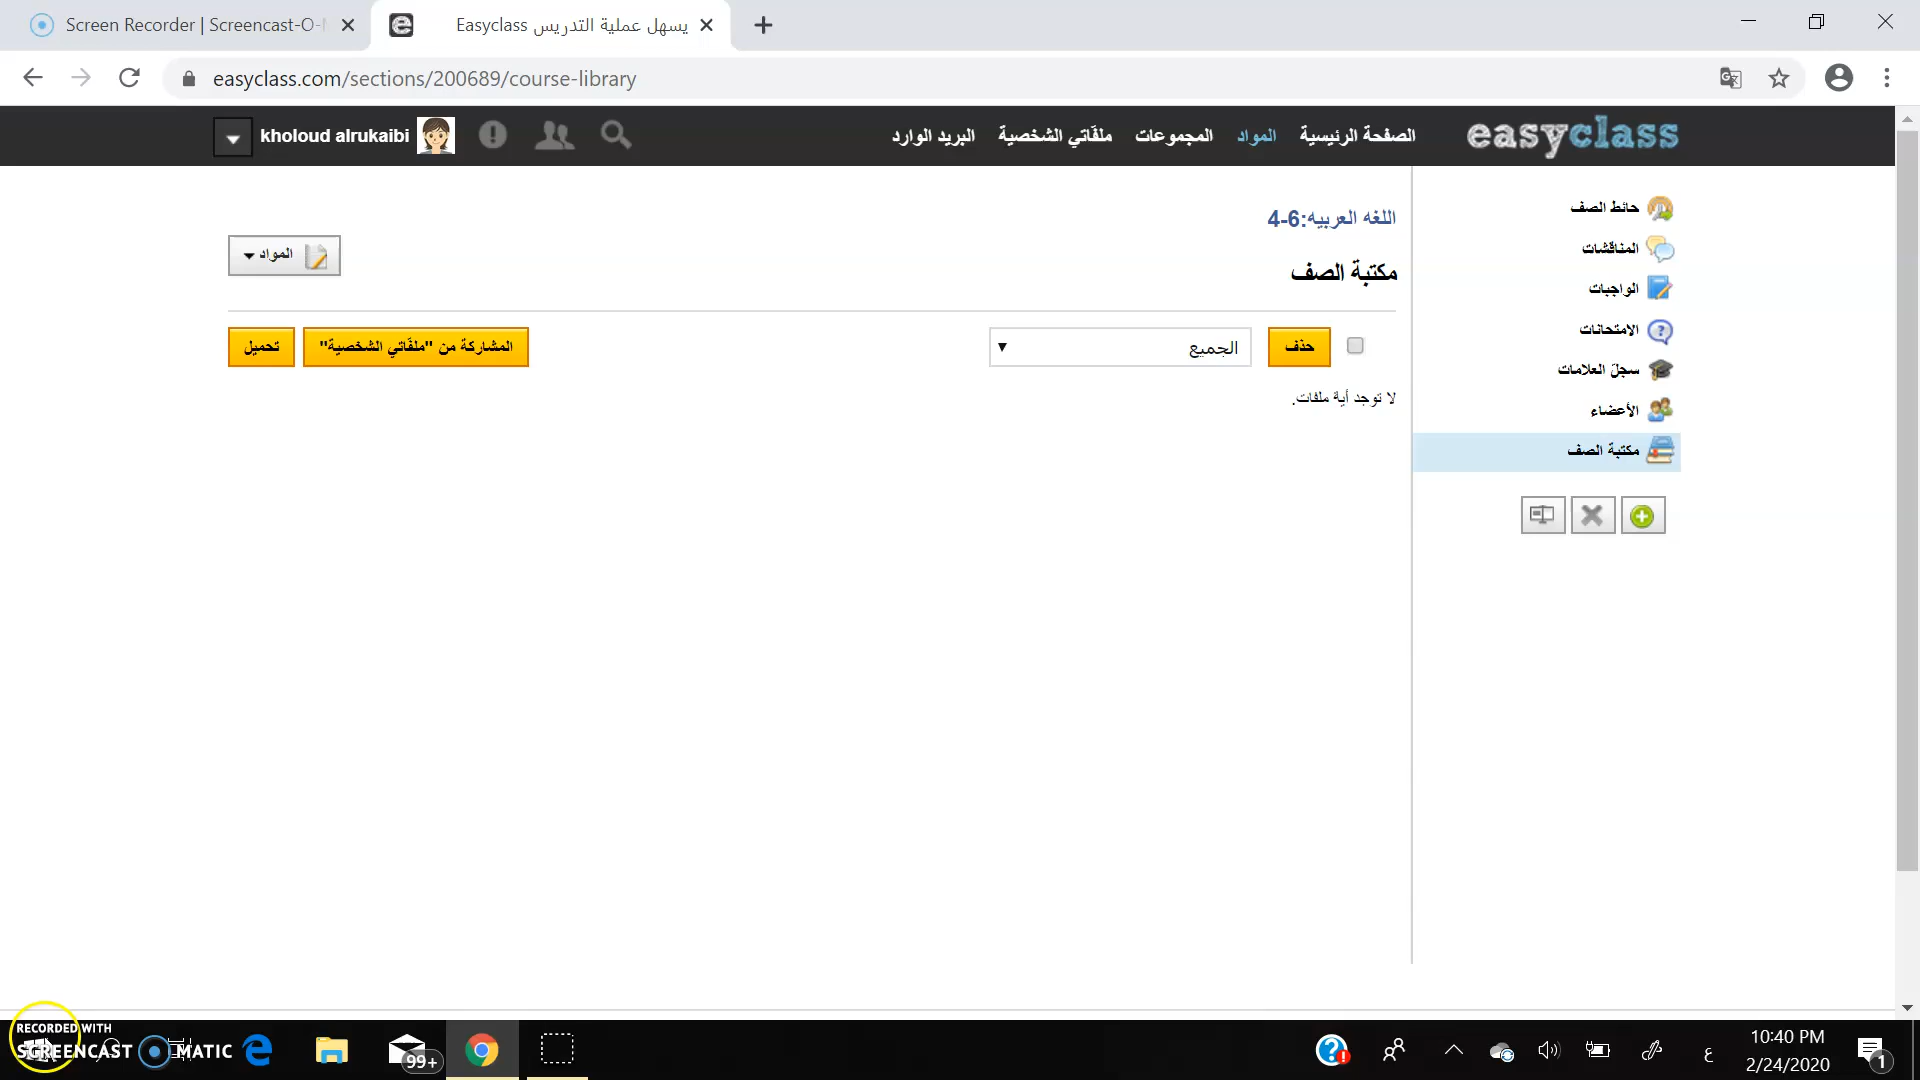 Screen Recorder | Screencast-O-
Easyclass يسهل عملية التدريس
easyclass.com/sections/200689/course-library
easyclass
الصفحة الرئيسية
المواد
المجموعات
ملفّاتي الشخصية
البريد الوارد
kholoud alrukaibi
حائط الصف
المناقشات
الواجبات
الامتحانات
سجلّ العلامات
الأعضاء
مكتبة الصف
اللغه العربيه:6-4
مكتبة الصف
المواد
حذف
الجميع
المشاركة من "ملفّاتي الشخصية"
تحميل
لا توجد أية ملفات.
RECORDED WITH
SCREENCAST MATIC
99+
ع
10:40 PM
2/24/2020
1